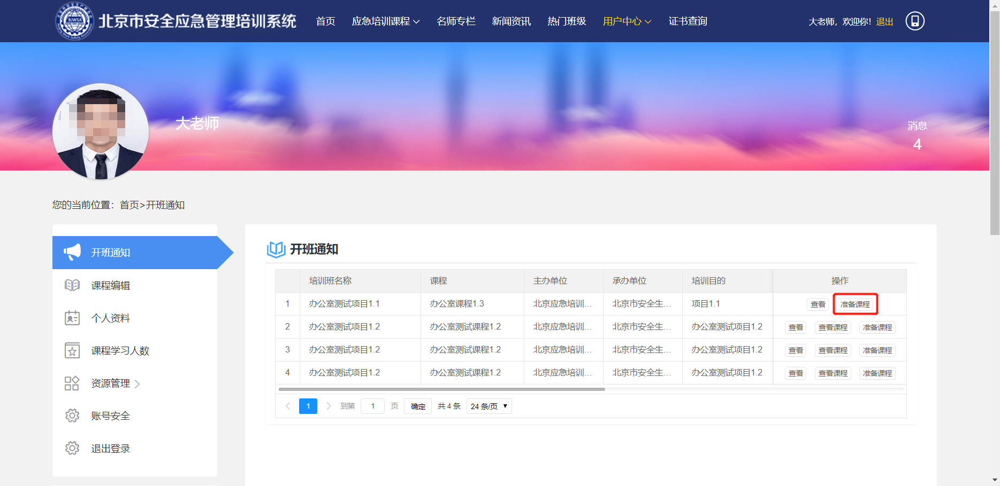 BJWSA 北京市安全应急管理培训系统 首页 应急培训课程 名师专栏 新闻资讯 热门班级 用户中心 证书查询 大老师，欢迎你！退出
大老师
消息
4
您的当前位置：首页>开班通知
开班通知
课程编辑
个人资料
课程学习人数
资源管理
账号安全
退出登录
开班通知
培训班名称 课程 主办单位 承办单位 培训目的 操作
1 办公室测试项目1.1 办公室课程1.3 北京应急培训... 北京市安全生... 项目1.1 查看 准备课程
2 办公室测试项目1.2 办公室测试课程1.2 北京应急培训... 北京市安全生... 办公室测试项目1.2 查看 查看课程 准备课程
3 办公室测试项目1.2 办公室测试课程1.2 北京应急培训... 北京市安全生... 办公室测试项目1.2 查看 查看课程 准备课程
4 办公室测试项目1.2 办公室测试课程1.2 北京应急培训... 北京市安全生... 办公室测试项目1.2 查看 查看课程 准备课程
1 到第 1 页 确定 共 4 条 24 条/页